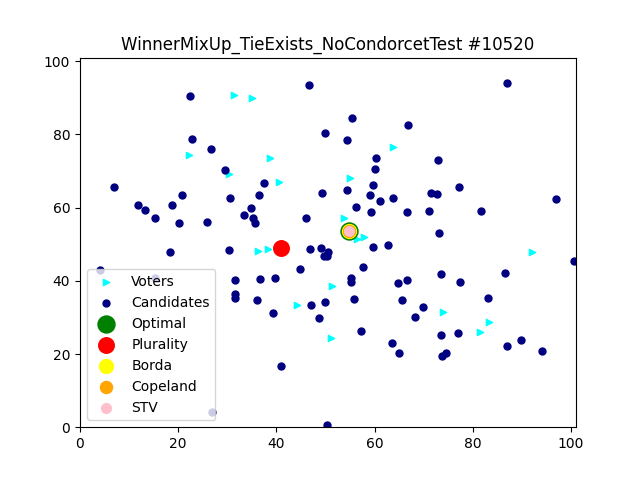 WinnerMixUp_TieExists_NoCondorcetTest #10520
100
80
60
40
20
0
0
20
40
60
80
100
Voters
Candidates
Optimal
Plurality
Borda
Copeland
STV